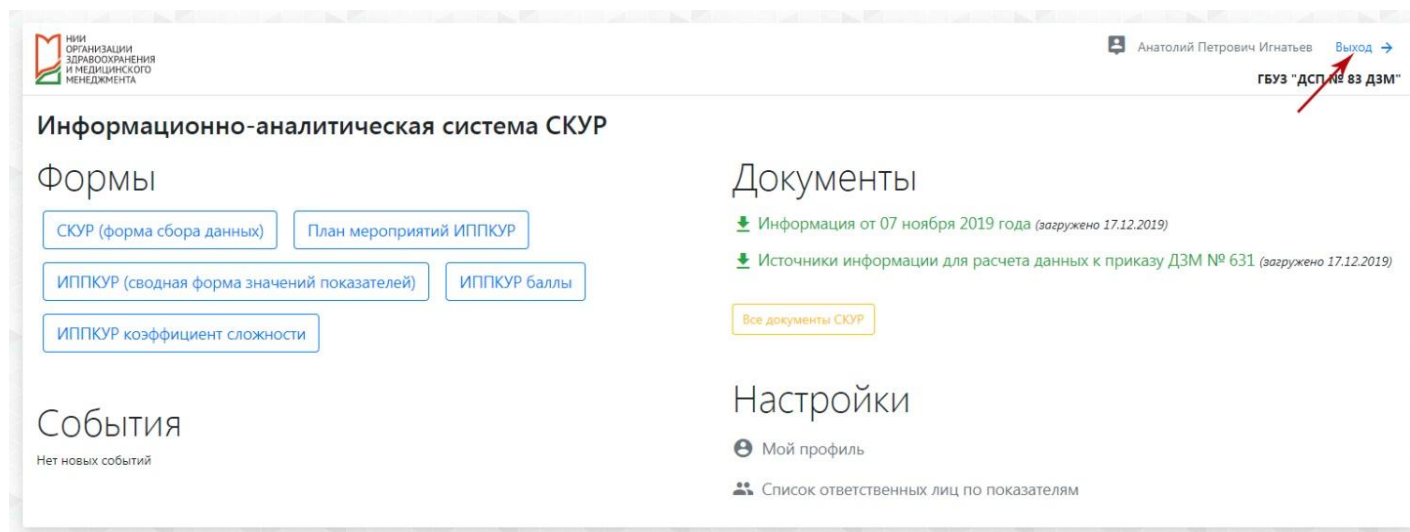 НИИ
ОРГАНИЗАЦИИ
ЗДРАВООХРАНЕНИЯ
И МЕДИЦИНСКОГО
МЕНЕДЖМЕНТА
Анатолий Петрович Игнатьев Выход
ГБУЗ "ДСП № 83 ДЗМ"
Информационно-аналитическая система СКУР
Формы
СКУР (форма сбора данных) План мероприятий ИППКУР
ИППКУР (сводная форма значений показателей) ИППКУР баллы
ИППКУР коэффициент сложности
События
Нет новых событий
Документы
Информация от 07 ноября 2019 года (загружено 17.12.2019)
Источники информации для расчета данных к приказу ДЗМ № 631 (загружено 17.12.2019)
Все документы СКУР
Настройки
Мой профиль
Список ответственных лиц по показателям